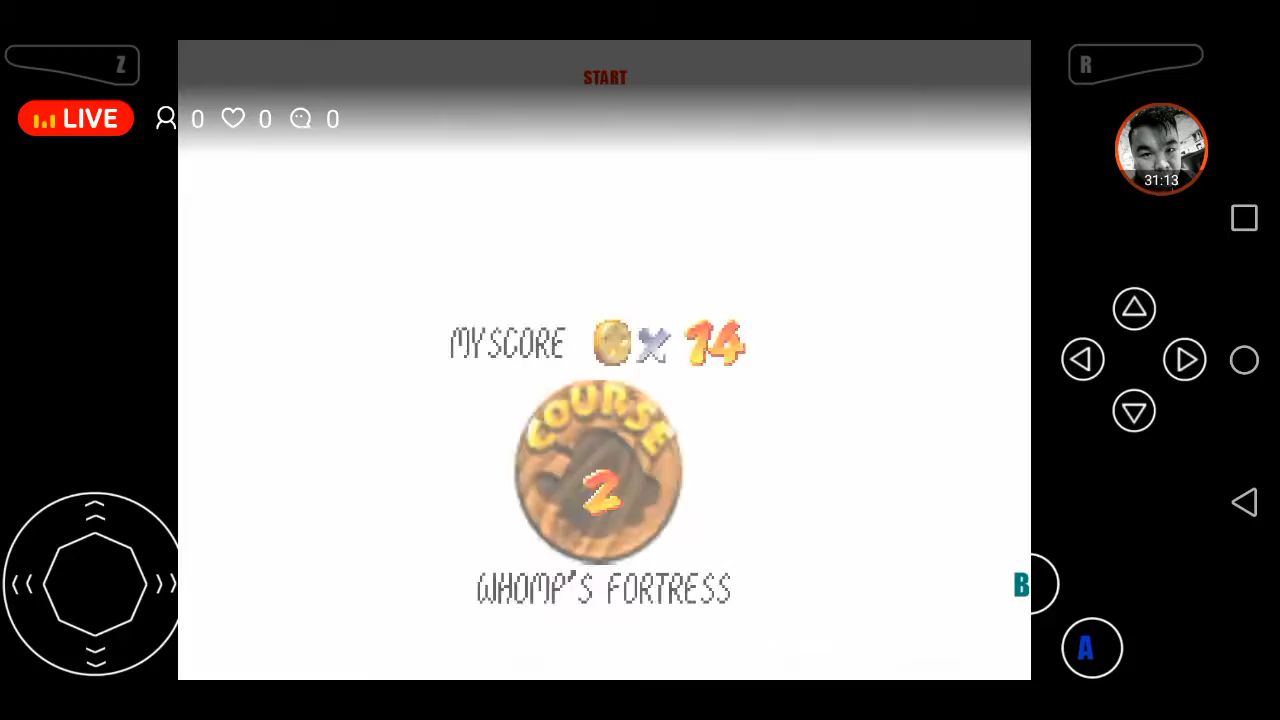 Z
START
R
LIVE 0 0 0
31:13
MY SCORE × 14
COURSE
2
WHOMP'S FORTRESS
B
A